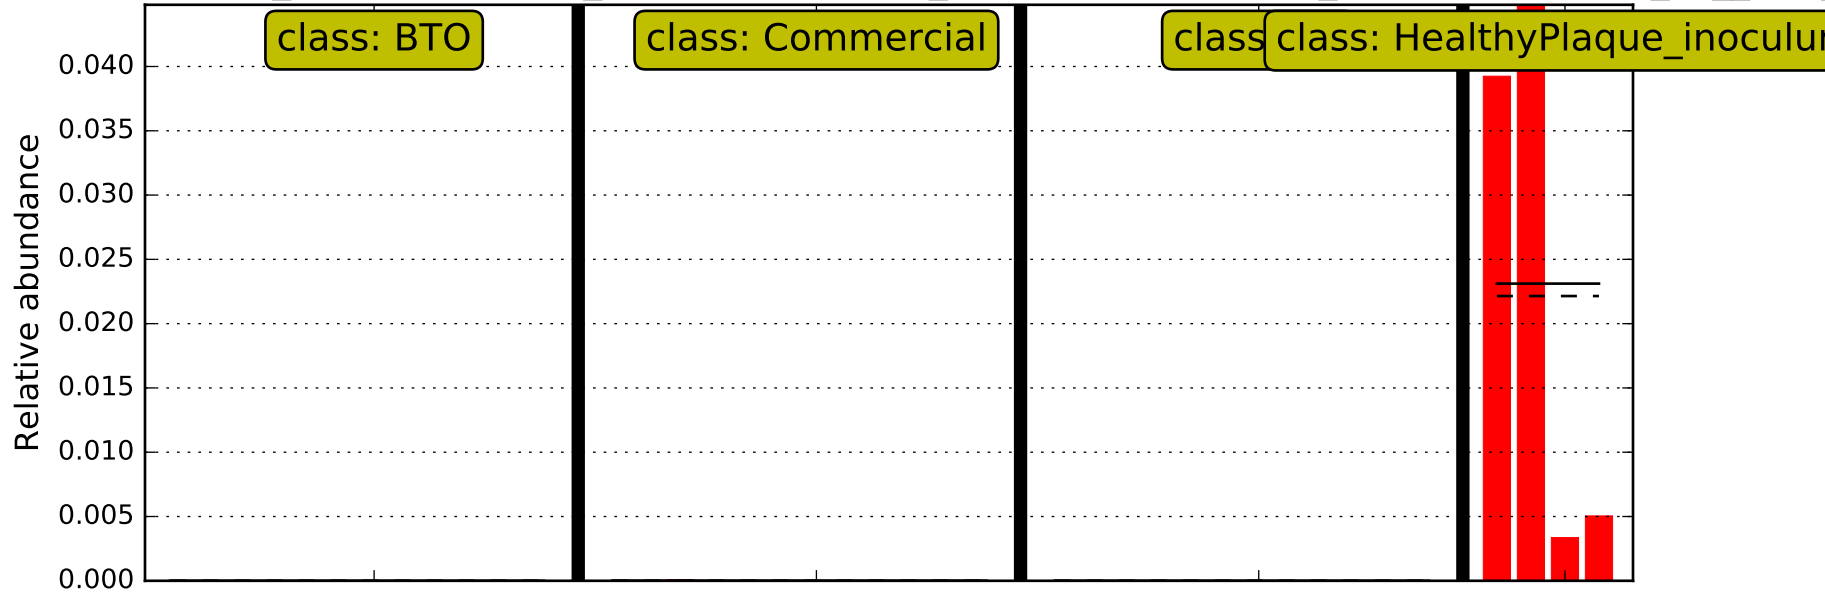 class: BTO
class: Commercial
class
class: HealthyPlaque_inoculu
Relative abundance
0.040
0.035
0.030
0.025
0.020
0.015
0.010
0.005
0.000